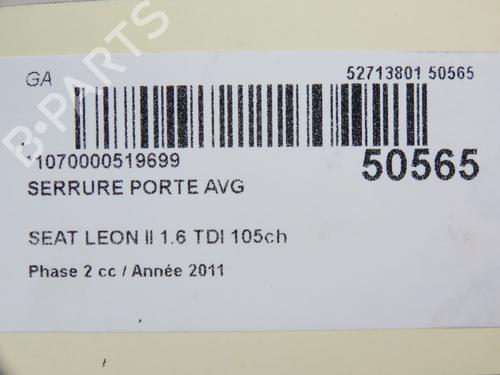 GA
52713801 50565
*1070000519699
50565
SERRURE PORTE AVG
SEAT LEON II 1.6 TDI 105ch
Phase 2 cc / Année 2011
B-PARTS